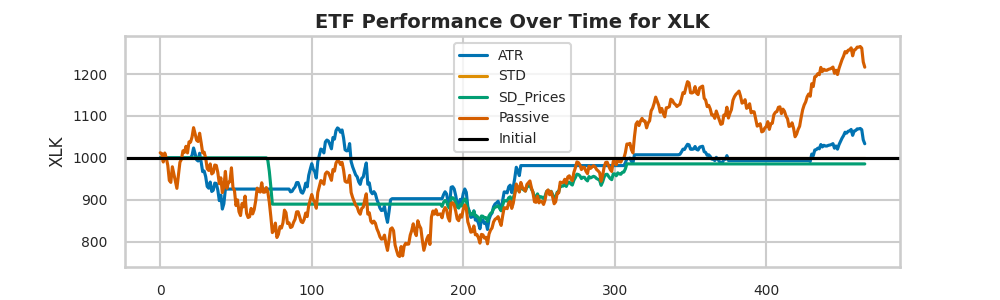 ETF Performance Over Time for XLK
XLK
1200
1100
1000
900
800
ATR
STD
SD_Prices
Passive
Initial
0 100 200 300 400